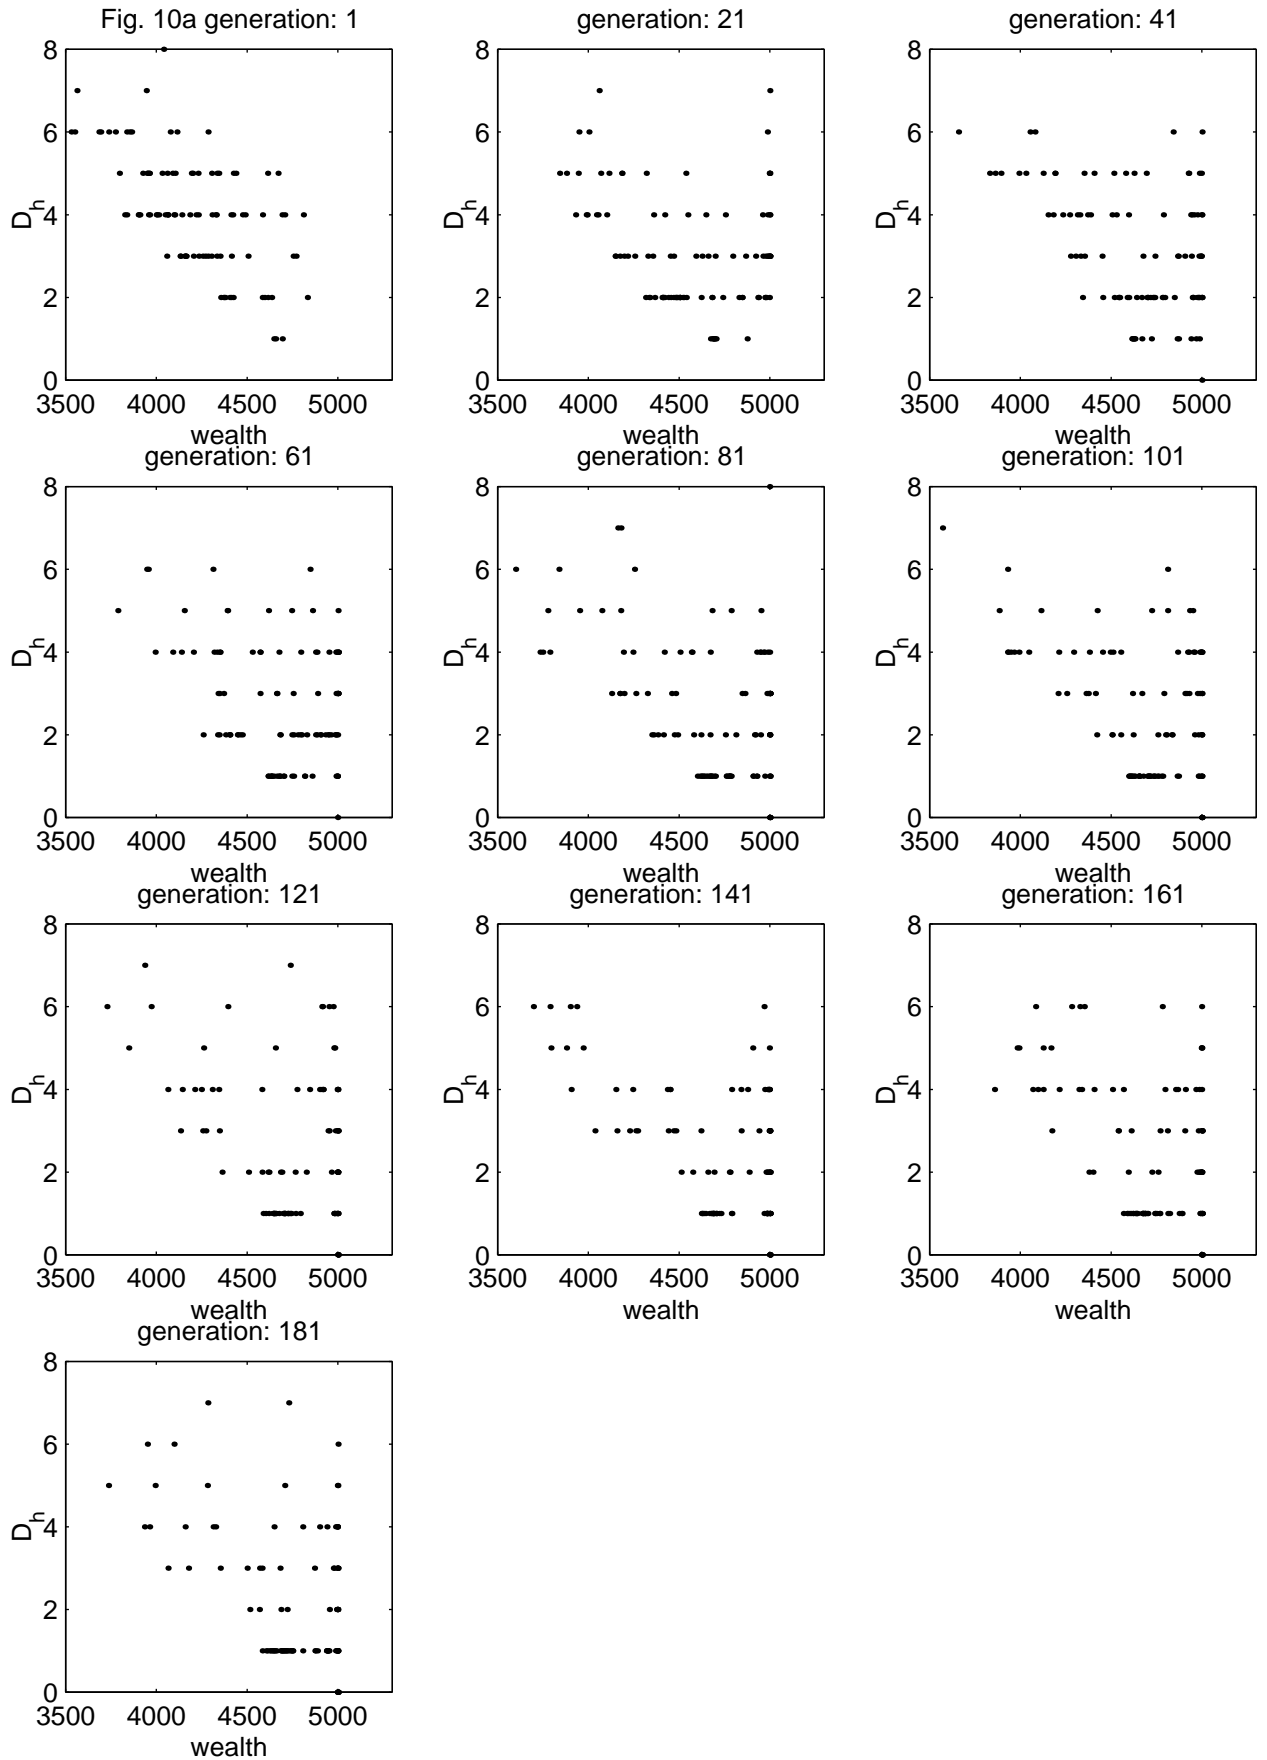 Fig. 10a generation: 1
generation: 21
generation: 41
8
6
4
2
0
D_h
3500 4000 4500 5000
wealth
8
6
4
2
0
D_h
3500 4000 4500 5000
wealth
8
6
4
2
0
D_h
3500 4000 4500 5000
wealth
generation: 61
generation: 81
generation: 101
8
6
4
2
0
D_h
3500 4000 4500 5000
wealth
8
6
4
2
0
D_h
3500 4000 4500 5000
wealth
8
6
4
2
0
D_h
3500 4000 4500 5000
wealth
generation: 121
generation: 141
generation: 161
8
6
4
2
0
D_h
3500 4000 4500 5000
wealth
8
6
4
2
0
D_h
3500 4000 4500 5000
wealth
8
6
4
2
0
D_h
3500 4000 4500 5000
wealth
generation: 181
8
6
4
2
0
D_h
3500 4000 4500 5000
wealth